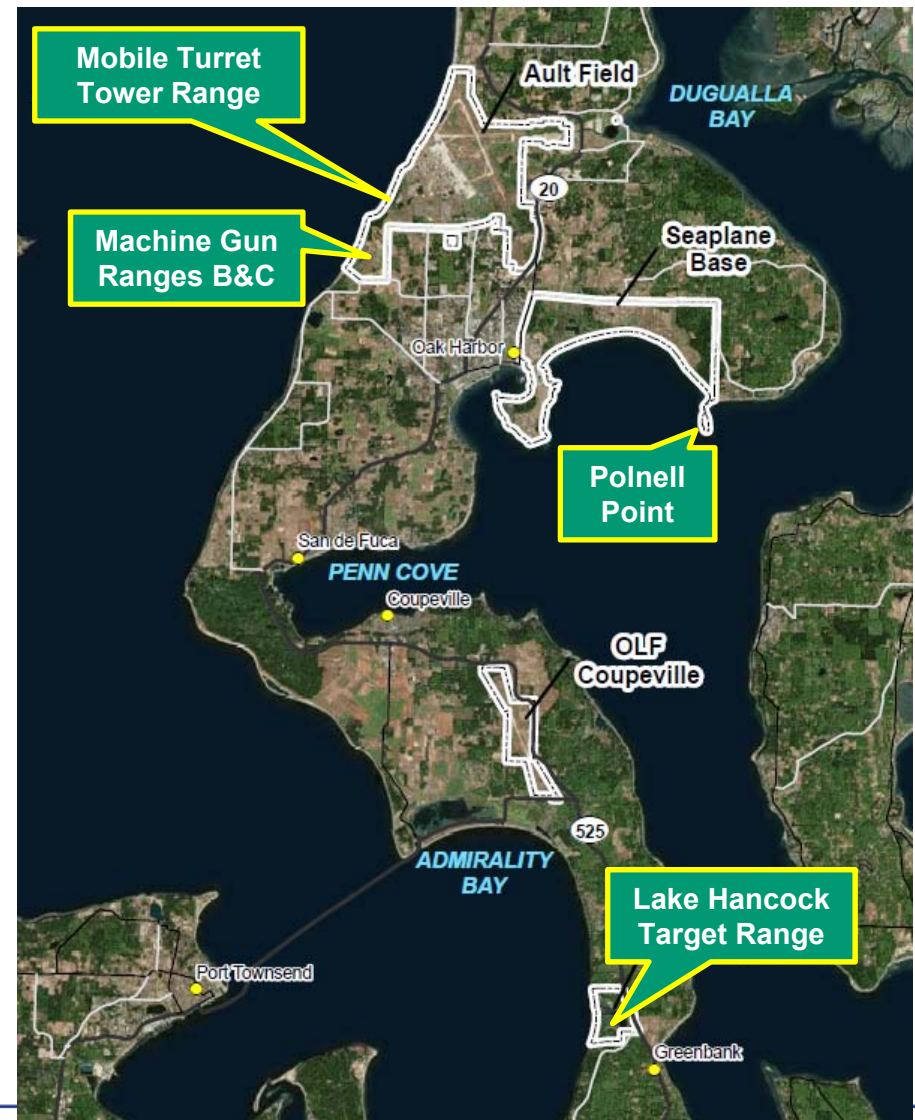 Mobile Turret
Tower Range
Ault Field
DUGUALLA
BAY
20
Machine Gun
Ranges B&C
Seaplane
Base
Oak Harbor
Polnell
Point
San de Fuca
PENN COVE
Coupeville
OLF
Coupeville
525
ADMIRALITY
BAY
Lake Hancock
Target Range
Port Townsend
Greenbank